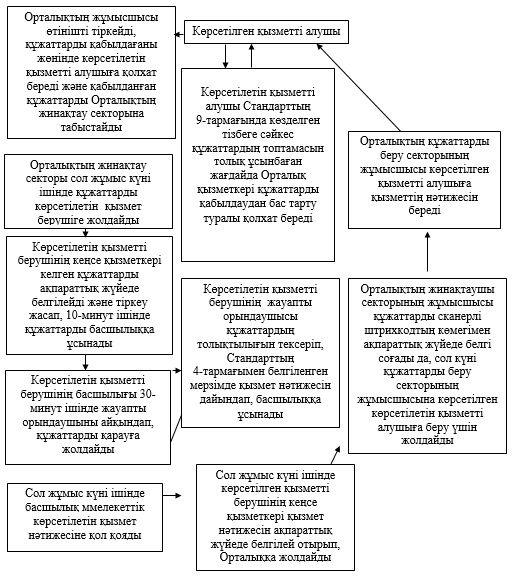 Орталықтың жұмысшысы
өтінішті тіркейді,
құжаттарды қабылдағаны
жөнінде көрсетілетін
қызметті алушыға қолхат
береді және қабылданған
құжаттарды Орталықтың
жинақтау секторына
табыстайды
Көрсетілген қызметті алушы
Көрсетілетін қызметті
алушы Стандарттың
9-тармағында көзделген
тізбеге сәйкес
құжаттардың топтамасын
толық ұсынбаған
жағдайда Орталық
қызметкері құжаттарды
қабылдаудан бас тарту
туралы қолхат береді
Орталықтың құжаттарды
беру секторының
жұмысшысы көрсетілген
қызметті алушыға
қызметтің нәтижесін
береді
Орталықтың жинақтау
секторы сол жұмыс күні
ішінде құжаттарды
көрсетілетін қызмет
берушіге жолдайды
Көрсетілетін қызметті
берушінің кеңсе қызметкері
келген құжаттарды
ақпараттық жүйеде
белгілейді және тіркеу
жасап, 10-минут ішінде
құжаттарды басшылыққа
ұсынады
Көрсетілетін қызметті
берушінің жауапты
орындаушысы
құжаттардың
толықтылығын тексеріп,
Стандарттың
4-тармағымен белгіленген
мерзімде қызмет нәтижесін
дайындап, басшылыққа
ұсынады
Орталықтың жинақтаушы
секторының жұмысшысы
құжаттарды сканерлі
штрихкодтың көмегімен
ақпараттық жүйеде белгі
соғады да, сол күні
құжаттарды беру
секторының
жұмысшысына көрсетілген
көрсетілетін қызметті
алушыға беру үшін
жолдайды
Көрсетілетін қызметті
берушінің басшылығы 30-
минут ішінде жауапты
орындаушыны айқындап,
құжаттарды қарауға
жолдайды
Сол жұмыс күні ішінде
басшылық ммелекеттік
көрсетілетін қызмет
нәтижесіне қол қояды
Сол жұмыс күні ішінде
көрсетілген қызметті
берушінің кеңсе
қызметкері қызмет
нәтижесін ақпараттық
жүйеде белгілей отырып,
Орталыққа жолдайды